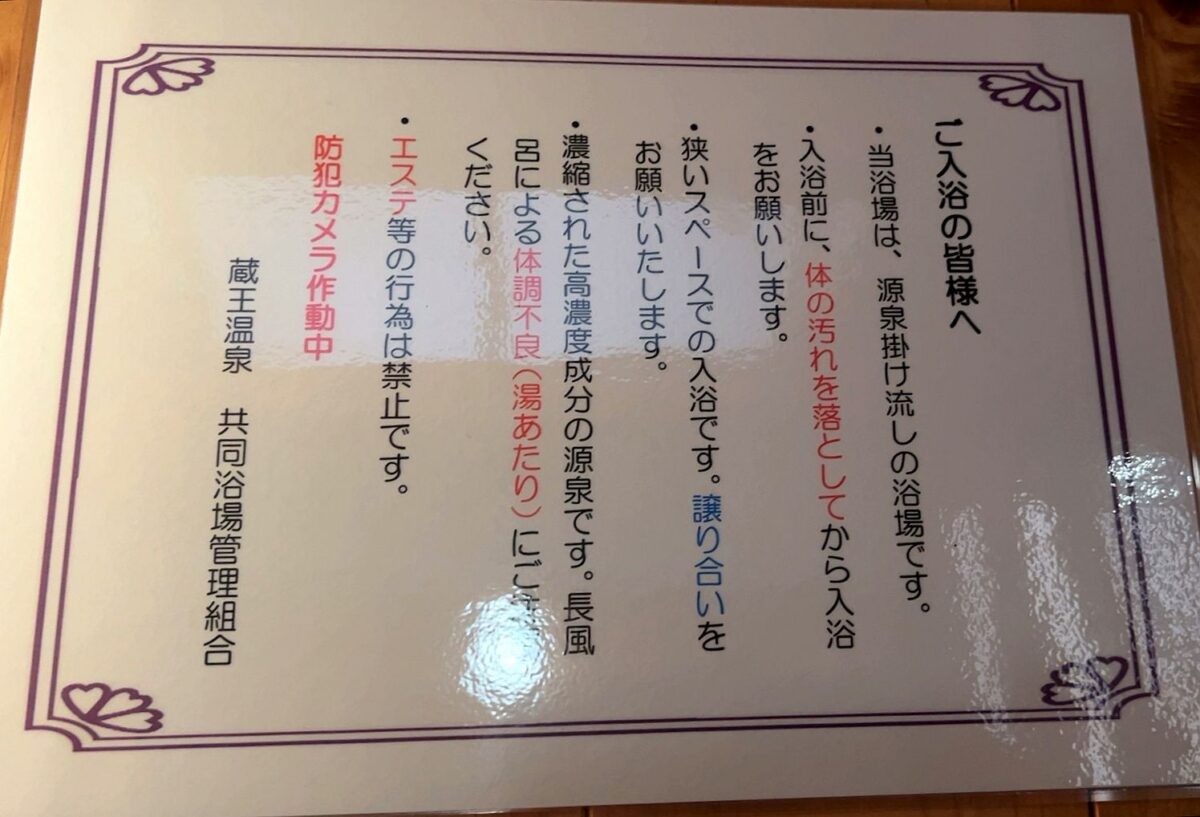 ご入浴の皆様へ
・当浴場は、源泉掛け流しの浴場です。
・入浴前に、体の汚れを落としてから入浴
をお願いします。
・狭いスペースでの入浴です。譲り合いを
お願いいたします。
・濃縮された高濃度成分の源泉です。長風
呂による体調不良（湯あたり）にご注意
ください。
・エステ等の行為は禁止です。
防犯カメラ作動中
蔵王温泉　共同浴場管理組合